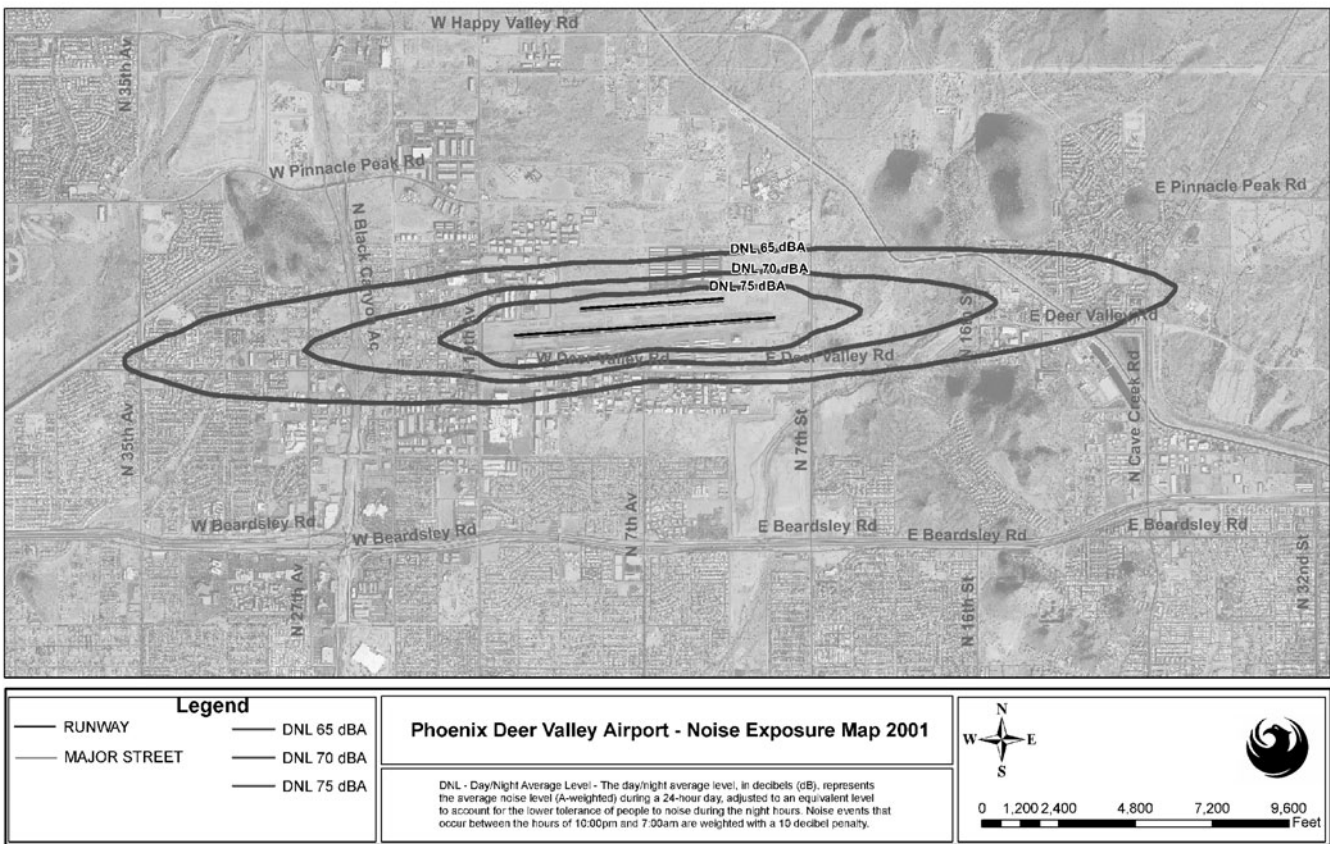 W Happy Valley Rd
N 35th Av
W Pinnacle Peak Rd
E Pinnacle Peak Rd
N Black Canyon Ac
DNL 65 dBA
DNL 70 dBA
DNL 75 dBA
N 19th Av
N 16th St
E Deer Valley Rd
W Deer Valley Rd
E Deer Valley Rd
N 35th Av
N 7th St
N Cave Creek Rd
W Beardsley Rd
W Beardsley Rd
N 7th Av
E Beardsley Rd
E Beardsley Rd
E Beardsley Rd
N 27th Av
N 16th St
N 32nd St
Legend
RUNWAY
MAJOR STREET
DNL 65 dBA
DNL 70 dBA
DNL 75 dBA
Phoenix Deer Valley Airport - Noise Exposure Map 2001
DNL - Day/Night Average Level - The day/night average level, in decibels (dB), represents
the average noise level (A-weighted) during a 24-hour day, adjusted to an equivalent level
to account for the lower tolerance of people to noise during the night hours. Noise events that
occur between the hours of 10:00pm and 7:00am are weighted with a 10 decibel penalty.
N
W E
S
0 1,200 2,400 4,800 7,200 9,600
Feet